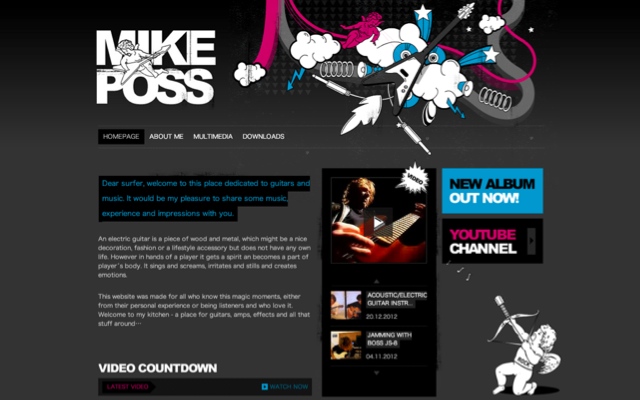 MIKE
POSS
HOMEPAGE ABOUT ME MULTIMEDIA DOWNLOADS
Dear surfer, welcome to this place dedicated to guitars and
music. It would be my pleasure to share some music,
experience and impressions with you.
An electric guitar is a piece of wood and metal, which might be a nice
decoration, fashion or a lifestyle accessory but does not have any own
life. However in hands of a player it gets a spirit an becomes a part of
player´s body. It sings and screams, irritates and stills and creates
emotions.
This website was made for all who know this magic moments, either
from their personal experience or being listeners and who love it.
Welcome to my kitchen - a place for guitars, amps, effects and all that
stuff around…
VIDEO COUNTDOWN
LATEST VIDEO WATCH NOW
VIDEO
ACOUSTIC/ELECTRIC
GUITAR INSTR...
20.12.2012
JAMMING WITH
BOSS JS-8
04.11.2012
NEW ALBUM
OUT NOW!
YOUTUBE
CHANNEL